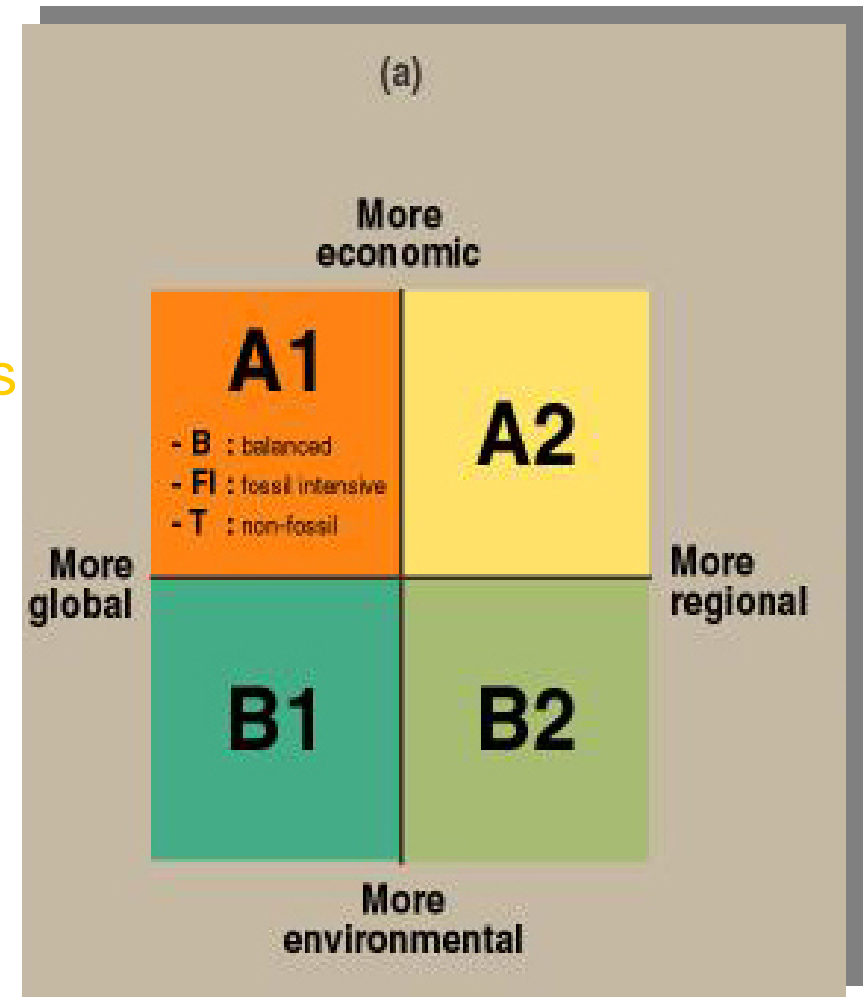 (a)
More
economic
A1
- B : balanced
- FI : fossil intensive
- T : non-fossil
A2
More
global
More
regional
B1
B2
More
environmental
s